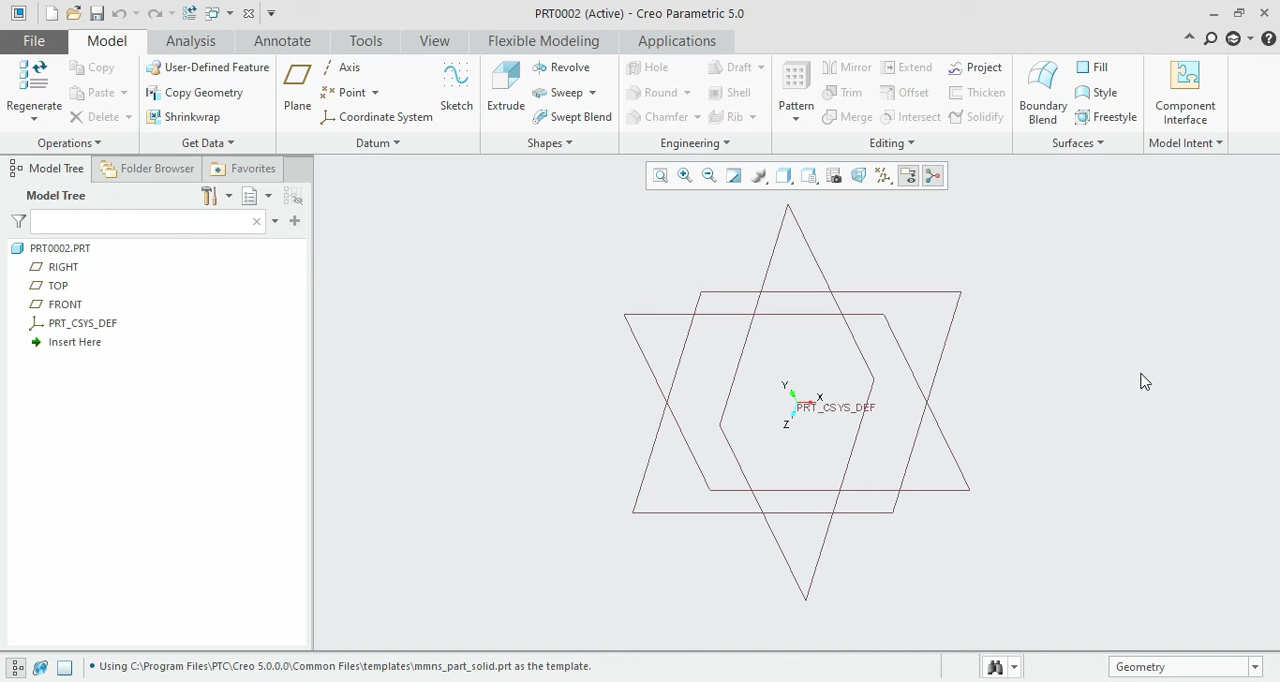 PRT0002 (Active) - Creo Parametric 5.0
File Model Analysis Annotate Tools View Flexible Modeling Applications
Regenerate
Copy
Paste
Delete
Operations
User-Defined Feature
Copy Geometry
Shrinkwrap
Get Data
Plane
Axis
Point
Coordinate System
Sketch
Datum
Extrude
Revolve
Sweep
Swept Blend
Shapes
Hole
Round
Chamfer
Draft
Shell
Rib
Engineering
Pattern
Mirror
Trim
Merge
Extend
Offset
Intersect
Project
Thicken
Solidify
Editing
Boundary
Blend
Fill
Style
Freestyle
Surfaces
Component
Interface
Model Intent
Model Tree Folder Browser Favorites
Model Tree
PRT0002.PRT
RIGHT
TOP
FRONT
PRT_CSYS_DEF
Insert Here
Y
X
PRT_CSYS_DEF
Z
• Using C:\Program Files\PTC\Creo 5.0.0.0\Common Files\templates\mmns_part_solid.prt as the template.
Geometry